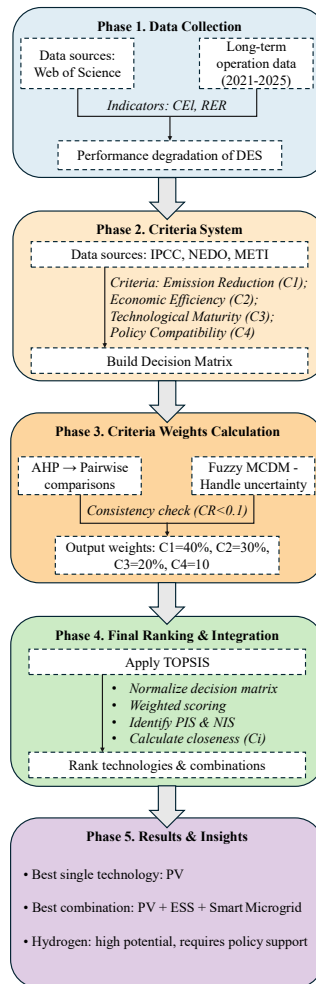 Phase 1. Data Collection
Data sources:
Web of Science
Long-term
operation data
(2021-2025)
Indicators: CEI, RER
Performance degradation of DES
Phase 2. Criteria System
Data sources: IPCC, NEDO, METI
Criteria: Emission Reduction (C1);
Economic Efficiency (C2);
Technological Maturity (C3);
Policy Compatibility (C4)
Build Decision Matrix
Phase 3. Criteria Weights Calculation
AHP → Pairwise
comparisons
Fuzzy MCDM -
Handle uncertainty
Consistency check (CR<0.1)
Output weights: C1=40%, C2=30%,
C3=20%, C4=10
Phase 4. Final Ranking & Integration
Apply TOPSIS
• Normalize decision matrix
• Weighted scoring
• Identify PIS & NIS
• Calculate closeness (Ci)
Rank technologies & combinations
Phase 5. Results & Insights
• Best single technology: PV
• Best combination: PV + ESS + Smart Microgrid
• Hydrogen: high potential, requires policy support